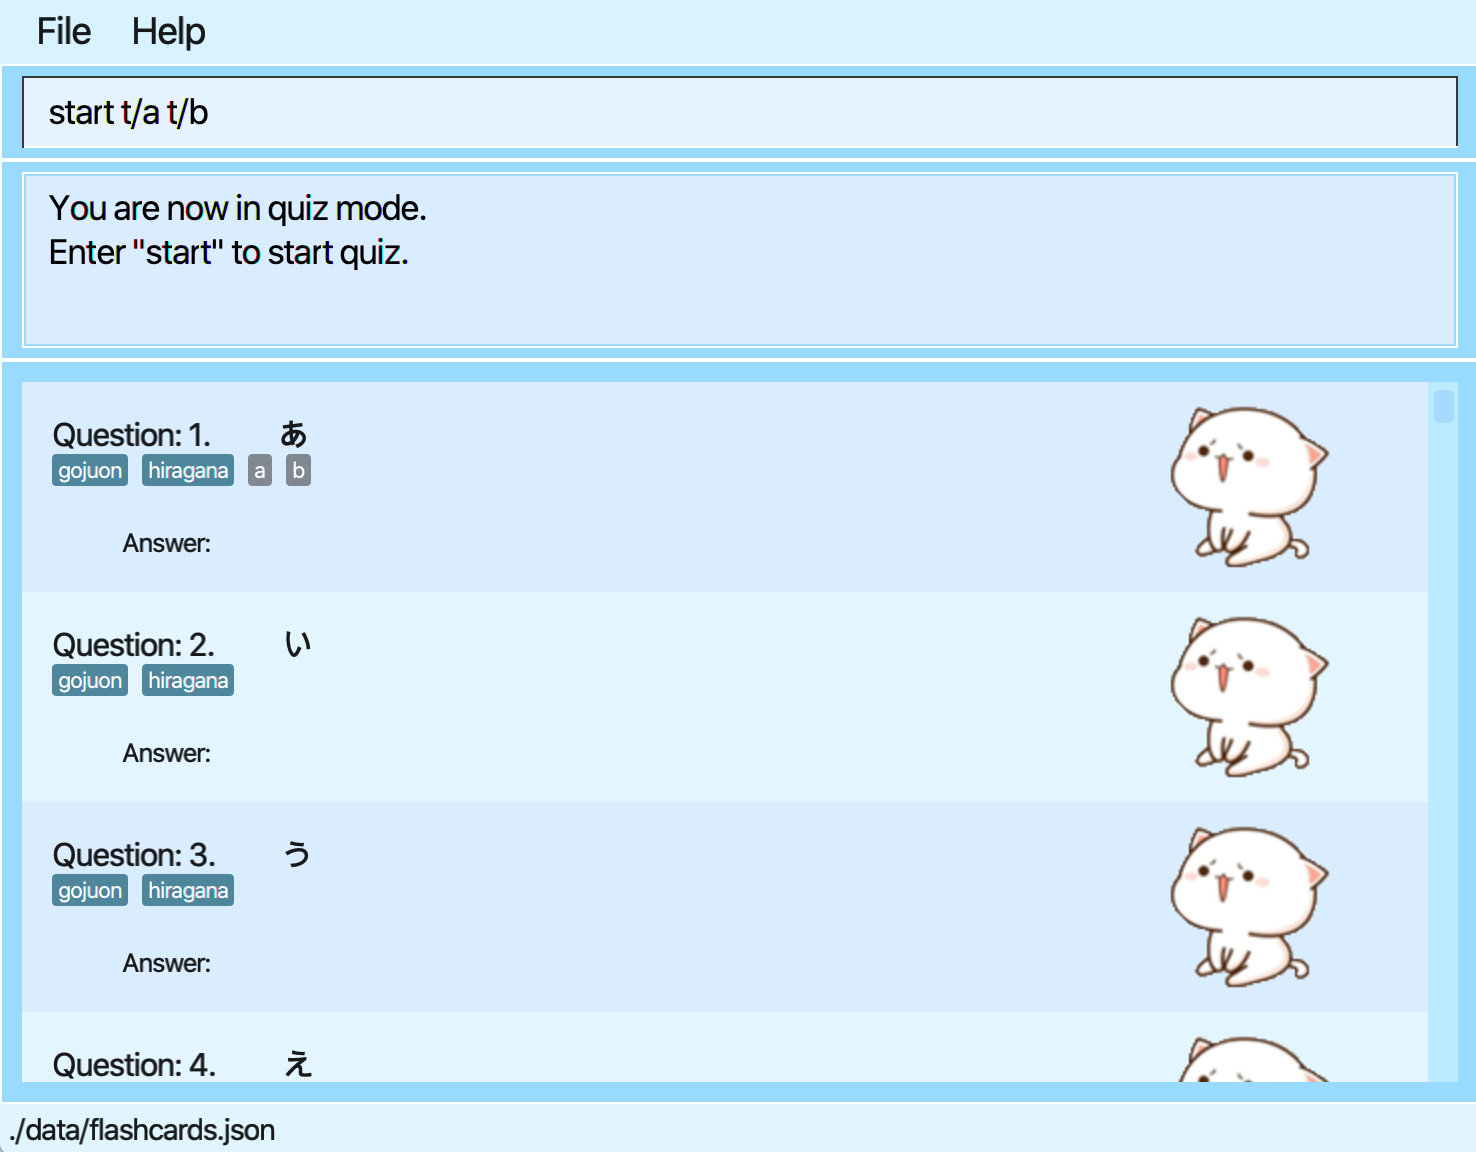 File Help
start t/a t/b
You are now in quiz mode.
Enter "start" to start quiz.
Question: 1. あ
gojuon hiragana a b
Answer:
Question: 2. い
gojuon hiragana
Answer:
Question: 3. う
gojuon hiragana
Answer:
Question: 4. え
./data/flashcards.json